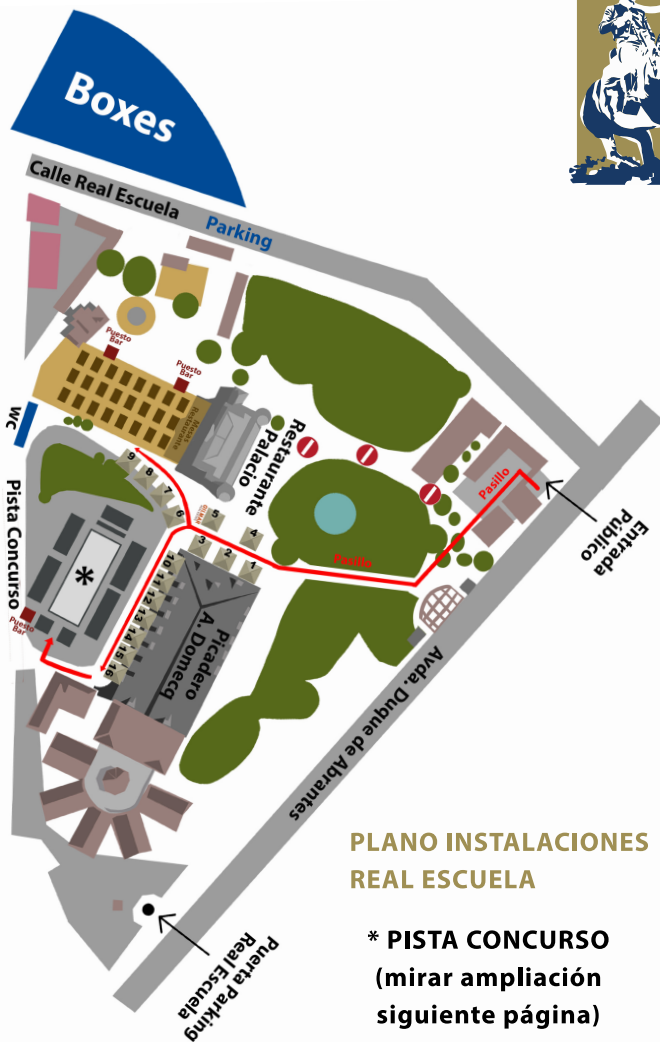 Boxes
Calle Real Escuela
Parking
Puesto
Bar
Puesto
Bar
Mesas
Restaurante
Restaurante
Palacio
WC
Pista Concurso
Pasillo
Entrada
Público
9
8
7
6
5
4
3
2
1
Pasillo
10
11
12
13
14
15
16
*
Picadero
A. Domecq
Puesto
Bar
Avda. Duque de Abrantes
Puerta Parking
Real Escuela
PLANO INSTALACIONES
REAL ESCUELA
* PISTA CONCURSO
(mirar ampliación
siguiente página)